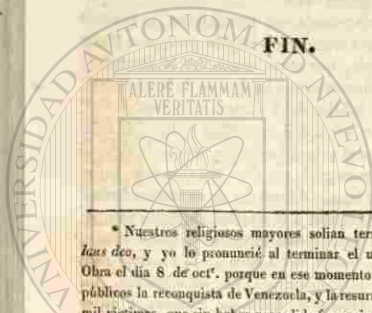 FIN.
ALERE FLAMMAM
VERITATIS
* Nuestros religiosos mayores solian ter
laus deo, y yo lo pronuncié al terminar el u
Obra el dia 8 de oct^e. porque en ese momento
públicos la reconquista de Venezuela, y la resurr